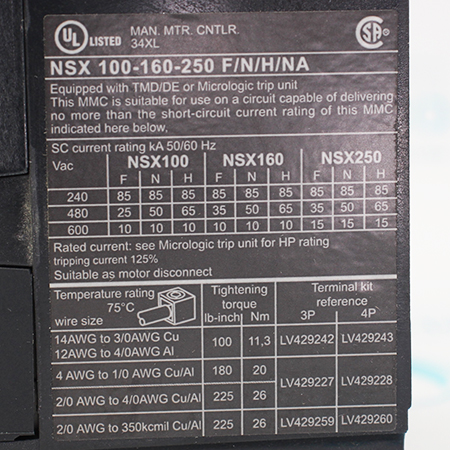 UL LISTED MAN. MTR. CNTLR.
34XL
SA
NSX 100-160-250 F/N/H/NA
Equipped with TMD/DE or Micrologic trip unit
This MMC is suitable for use on a circuit capable of delivering
no more than the short-circuit current rating of this MMC
indicated here below.
SC current rating kA 50/60 Hz
Vac NSX100 NSX160 NSX250
F N H F N H F N H
240 85 85 85 85 85 85 85 85 85
480 25 50 65 35 50 65 35 50 65
600 10 10 10 10 10 10 15 15 15
Rated current: see Micrologic trip unit for HP rating
tripping current 125%
Suitable as motor disconnect
Temperature rating 75°C
wire size
Tightening torque
lb-inch Nm
Terminal kit reference
3P 4P
14AWG to 3/0AWG Cu
12AWG to 4/0AWG Al
100 11,3 LV429242 LV429243
4 AWG to 1/0 AWG Cu/Al 180 20
LV429227 LV429228
2/0 AWG to 4/0AWG Cu/Al 225 26
2/0 AWG to 350kcmil Cu/Al 225 26 LV429259 LV429260